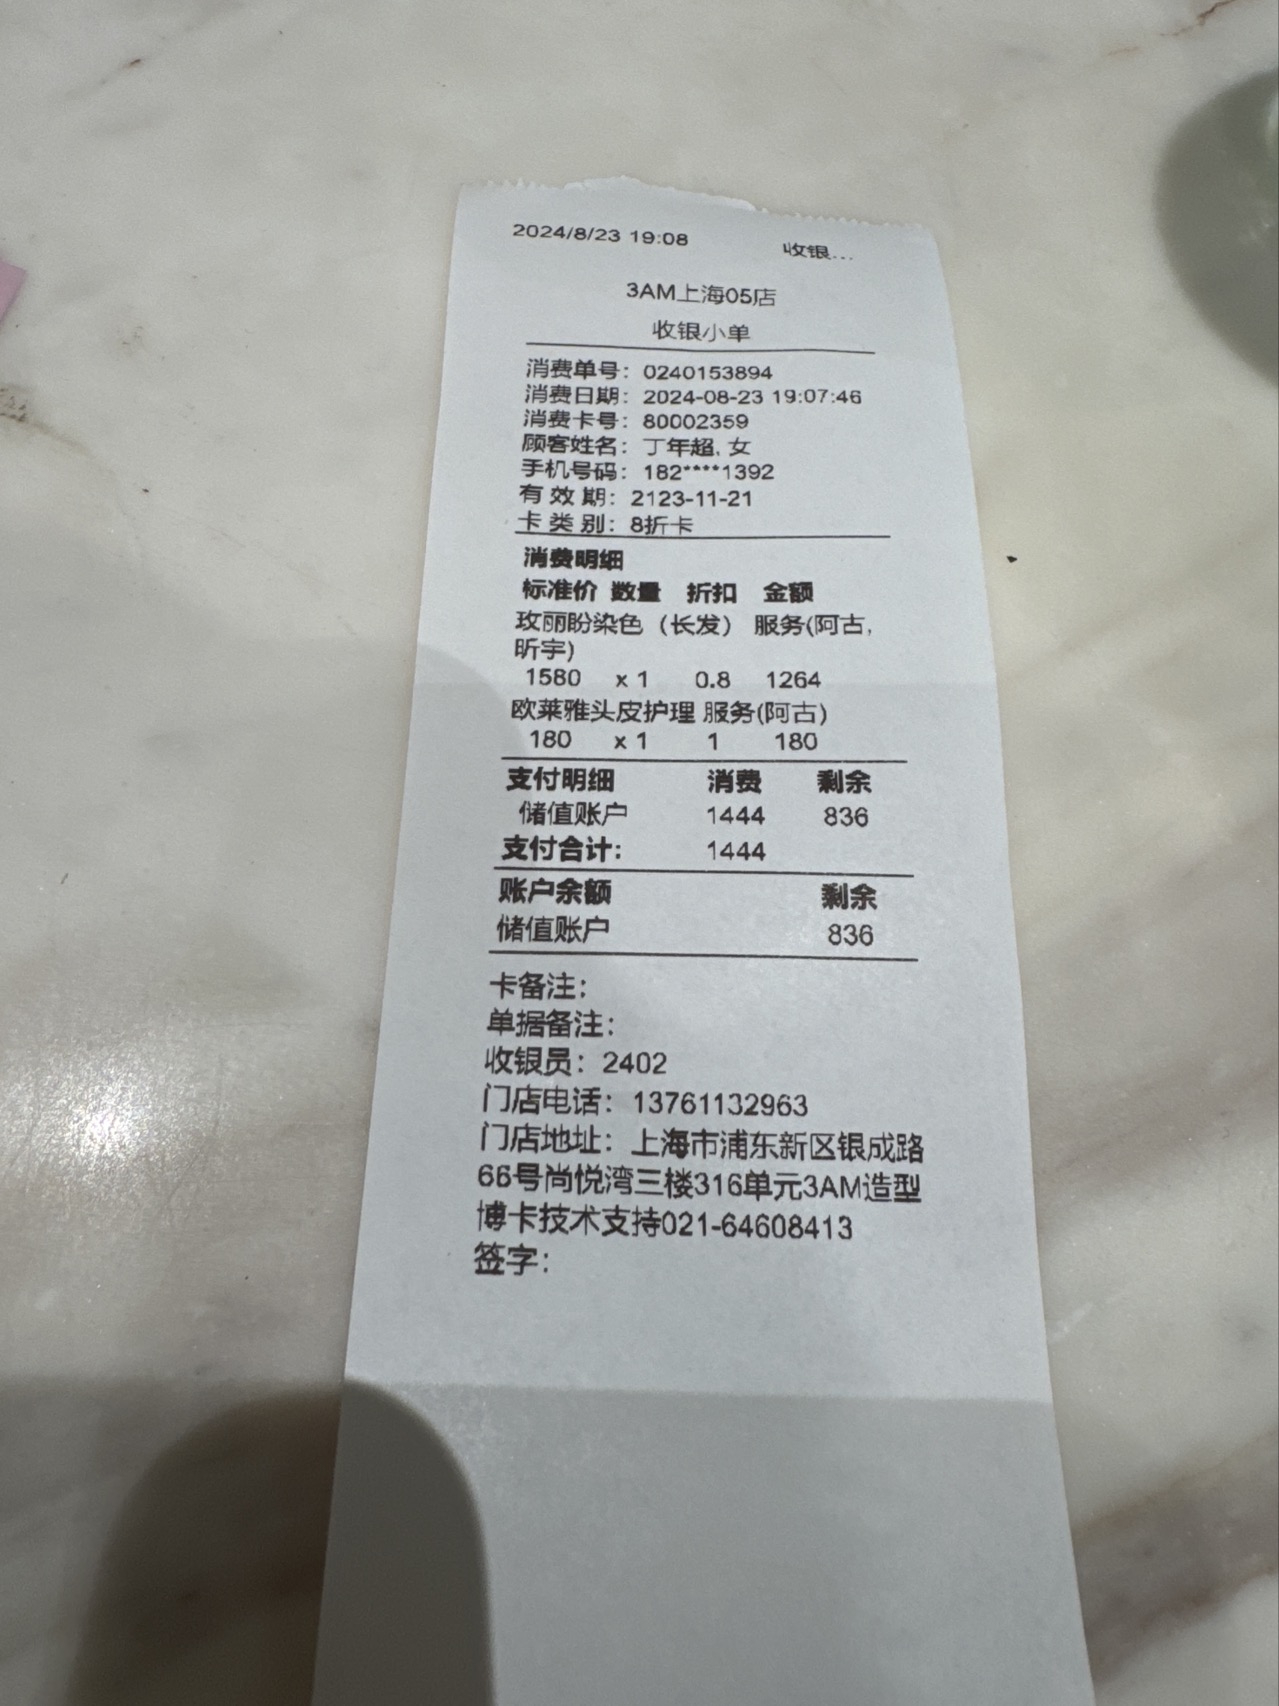 2024/8/23 19:08 收银...
3AM上海05店
收银小单
消费单号：0240153894
消费日期：2024-08-23 19:07:46
消费卡号：80002359
顾客姓名：丁年超, 女
手机号码：182****1392
有 效 期：2123-11-21
卡 类 别：8折卡
消费明细
标准价 数量 折扣 金额
玫丽盼染色（长发） 服务(阿古,
昕宇)
1580 x 1 0.8 1264
欧莱雅头皮护理 服务(阿古)
180 x 1 1 180
支付明细 消费 剩余
储值账户 1444 836
支付合计： 1444
账户余额 剩余
储值账户 836
卡备注：
单据备注：
收银员：2402
门店电话：13761132963
门店地址：上海市浦东新区银成路
66号尚悦湾三楼316单元3AM造型
博卡技术支持021-64608413
签字：